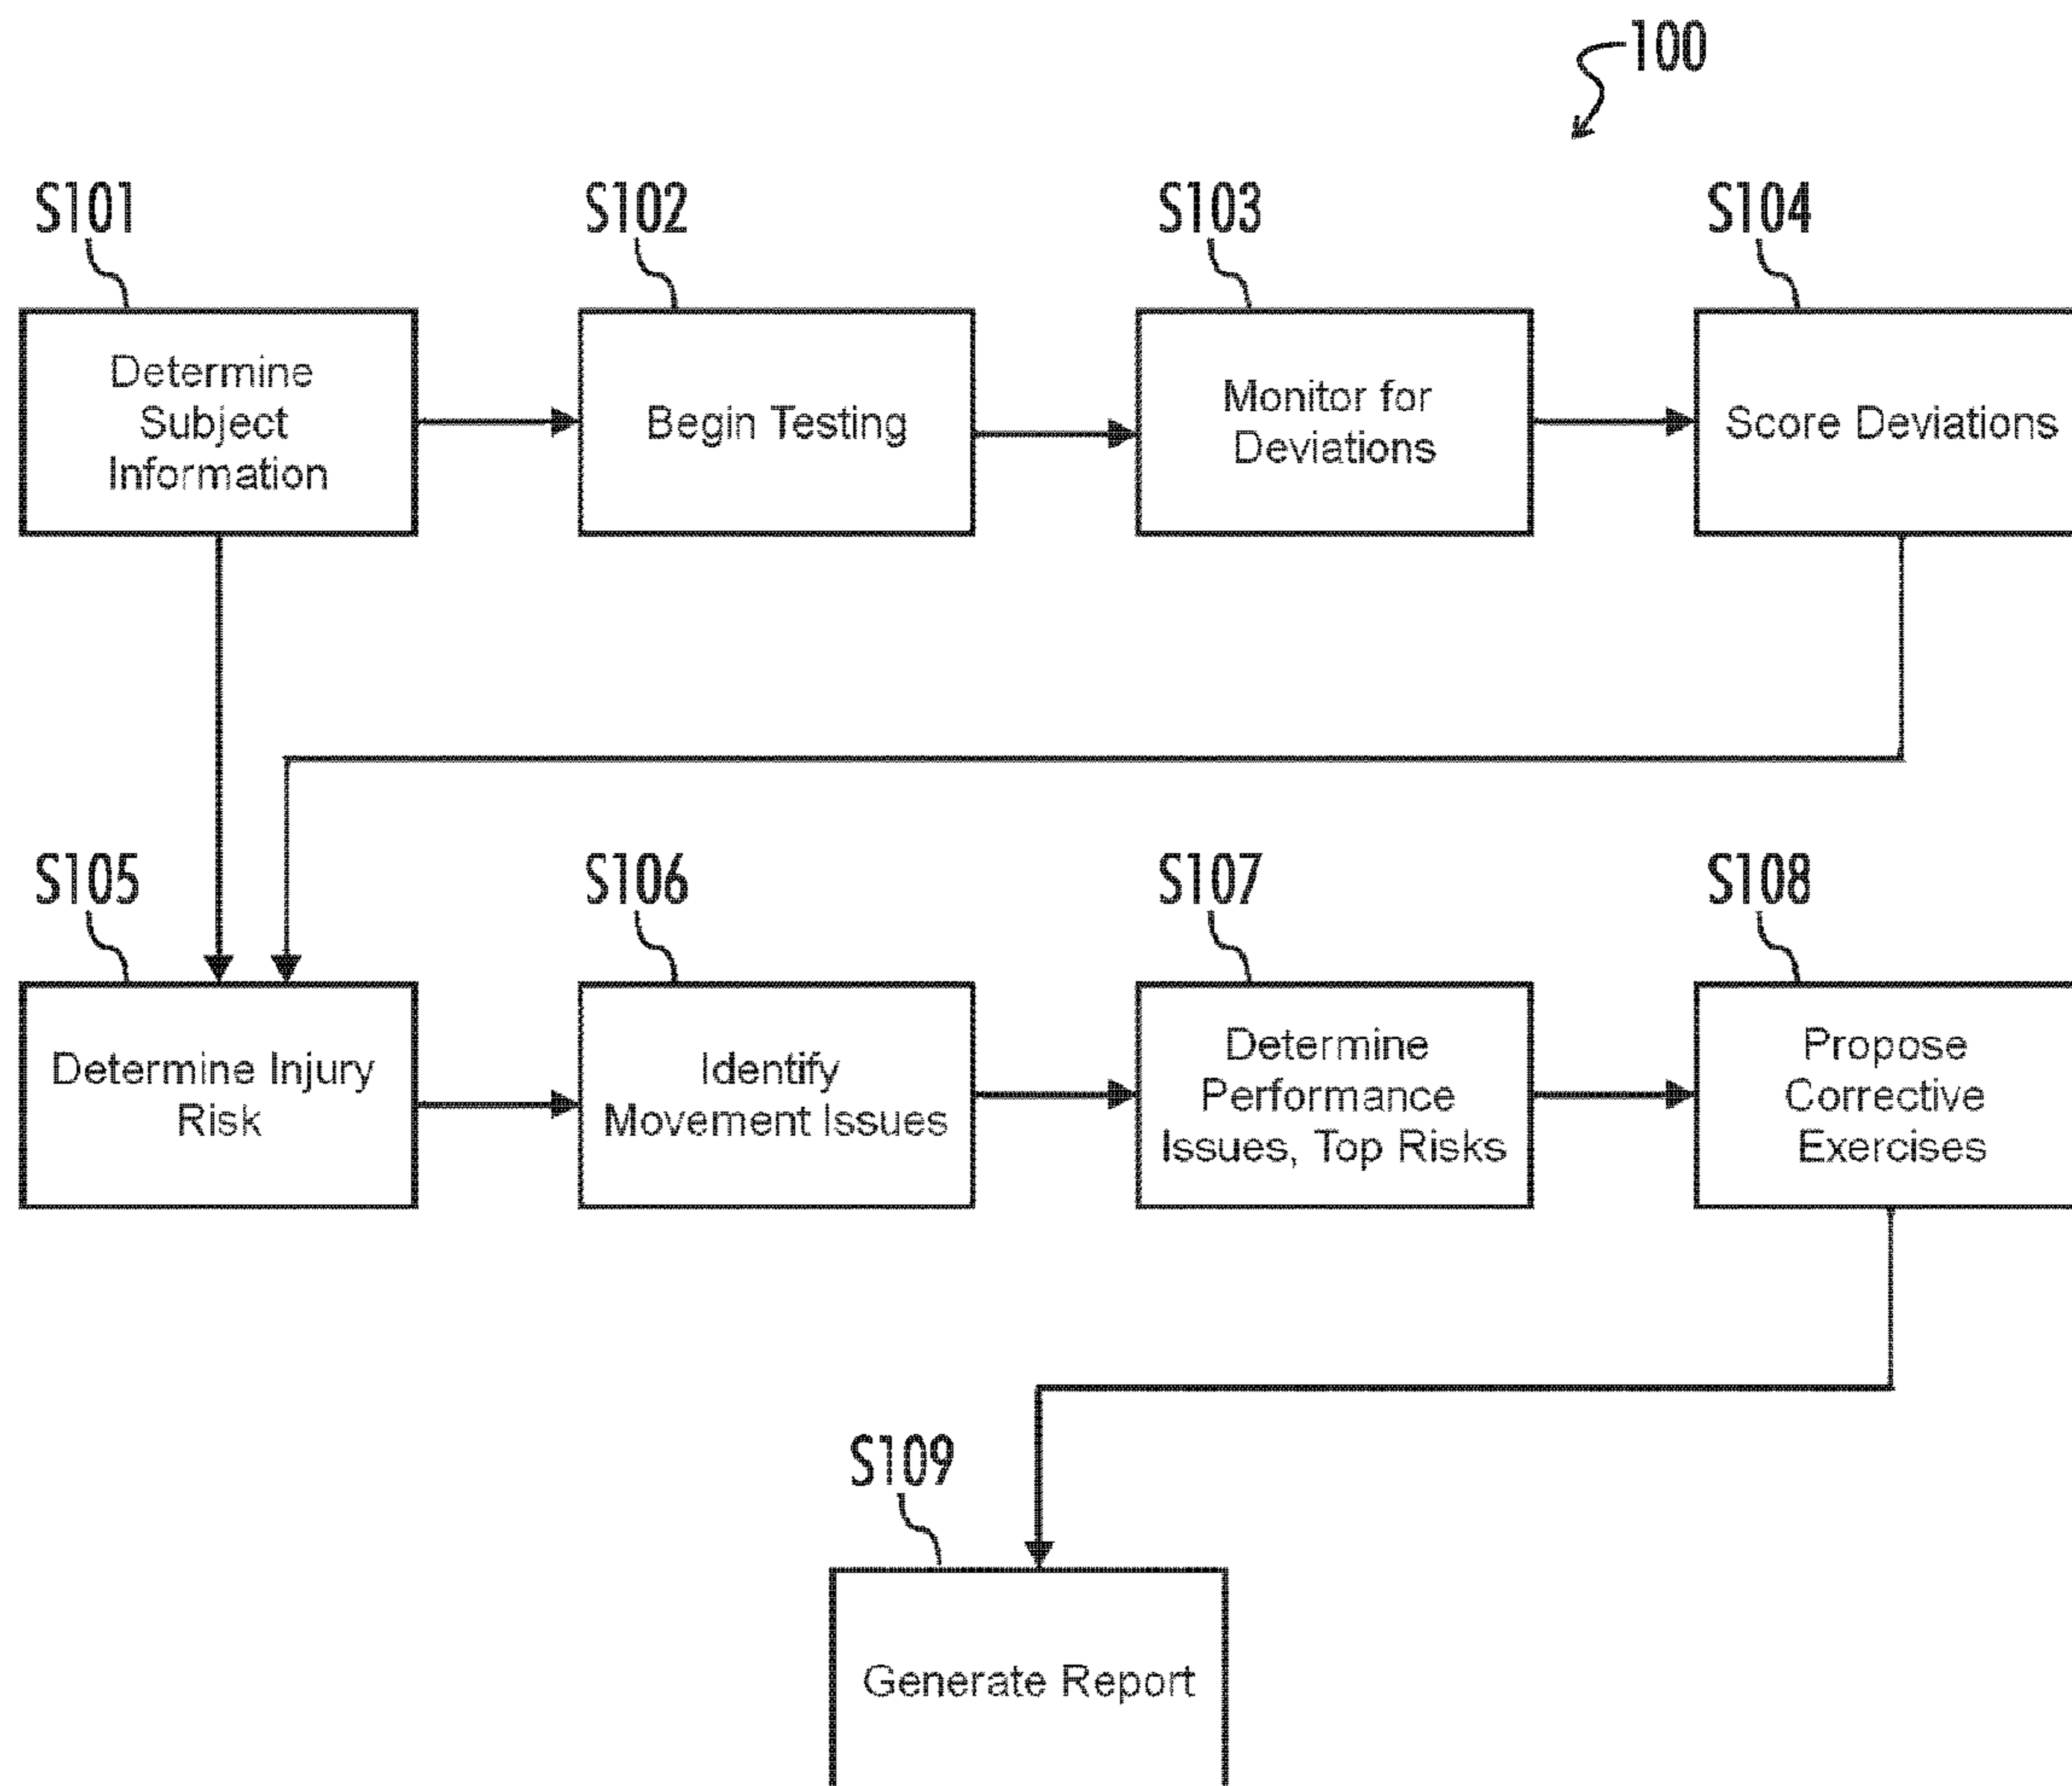 100
S101
S102
S103
S104
Determine
Subject
Information
Begin Testing
Monitor for
Deviations
Score Deviations
S105
S106
S107
S108
Determine Injury
Risk
Identify
Movement Issues
Determine
Performance
Issues, Top Risks
Propose
Corrective
Exercises
S109
Generate Report